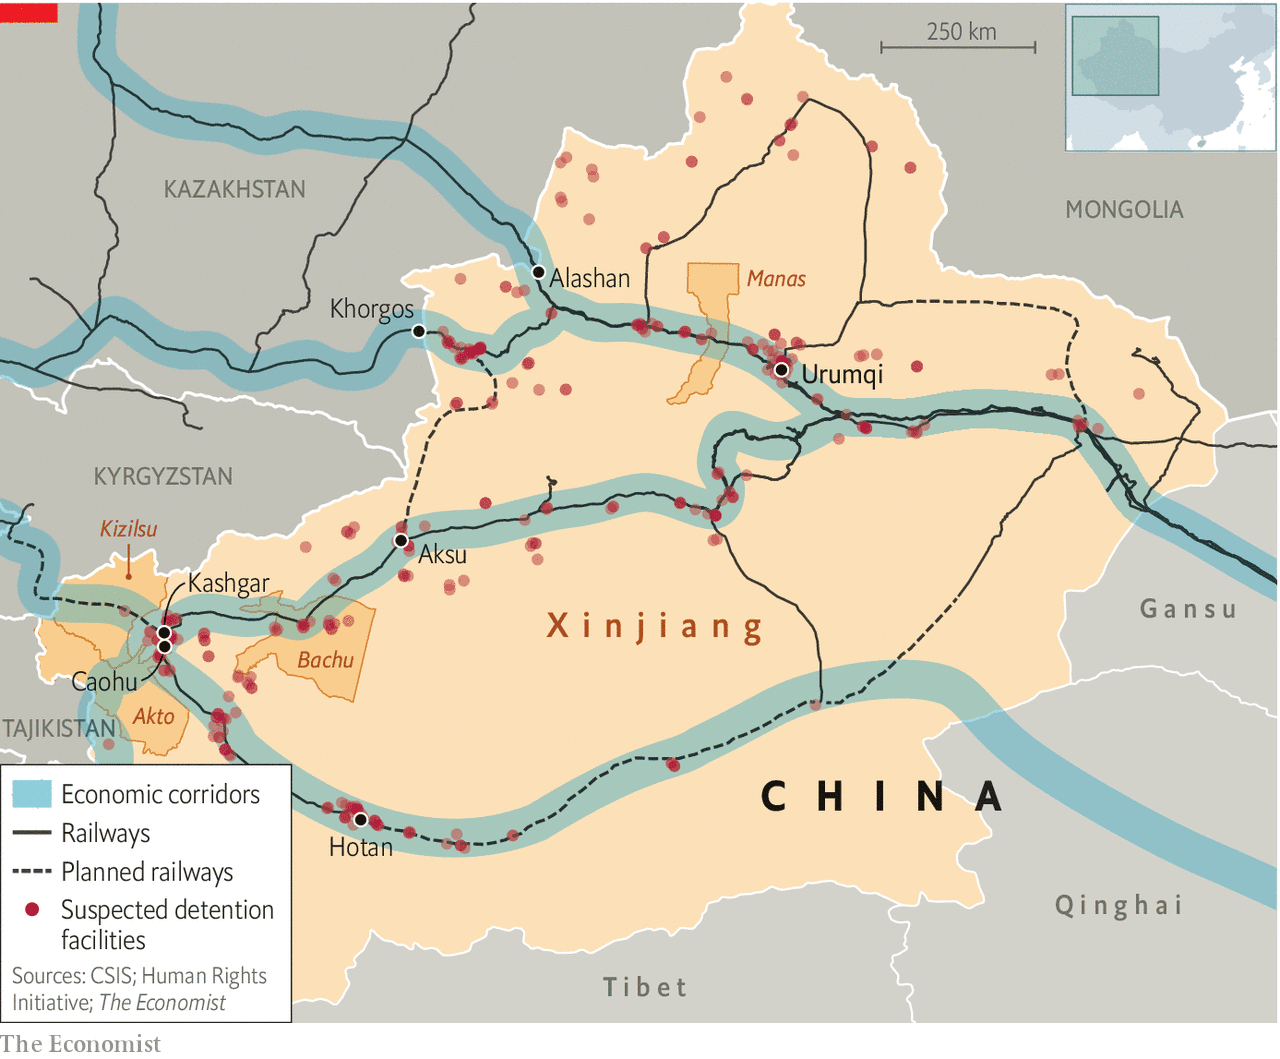 250 km
KAZAKHSTAN
MONGOLIA
Alashan
Manas
Khorgos
Urumqi
KYRGYZSTAN
Kizilsu
Aksu
Kashgar
Gansu
Xinjiang
Bachu
Caohu
Akto
TAJIKISTAN
CHINA
Economic corridors
Railways
Hotan
Planned railways
Suspected detention
facilities
Qinghai
Sources: CSIS; Human Rights
Initiative; The Economist
Tibet
The Economist